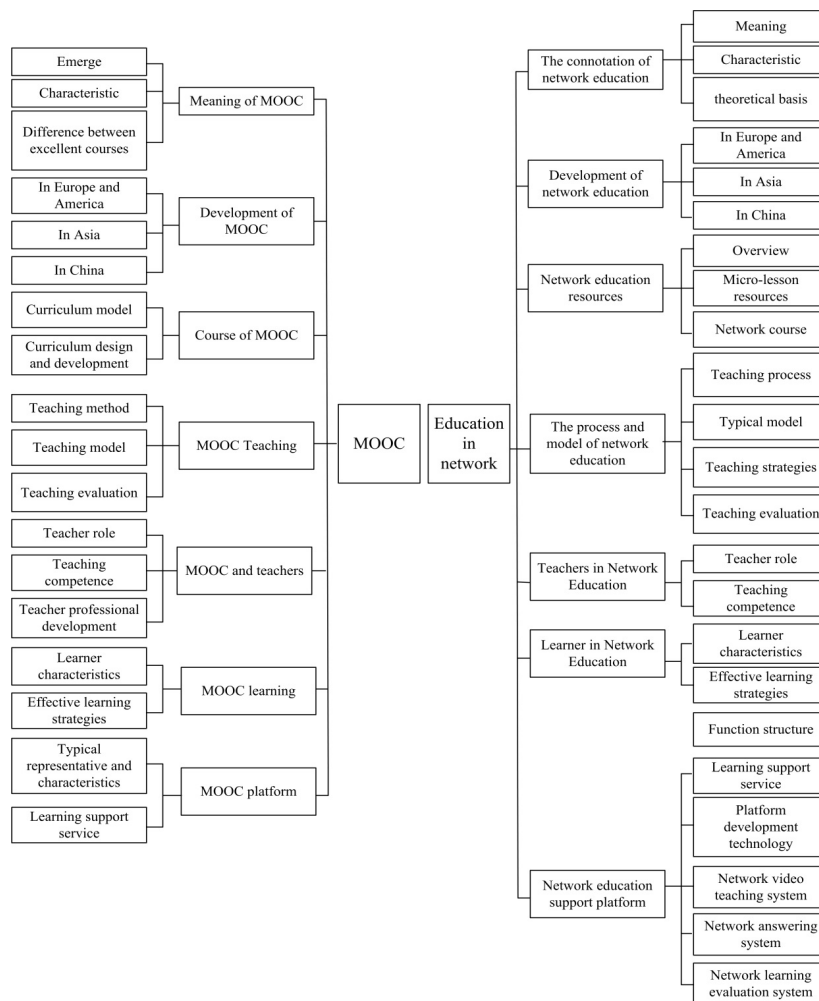 Emerge
Characteristic
Difference between
excellent courses
Meaning of MOOC
In Europe and
America
In Asia
In China
Development of
MOOC
Curriculum model
Curriculum design
and development
Course of MOOC
Teaching method
Teaching model
Teaching evaluation
MOOC Teaching
Teacher role
Teaching
competence
Teacher professional
development
MOOC and teachers
Learner
characteristics
Effective learning
strategies
MOOC learning
Typical
representative and
characteristics
Learning support
service
MOOC platform
MOOC
Education
in
network
The connotation of
network education
Meaning
Characteristic
theoretical basis
Development of
network education
In Europe and
America
In Asia
In China
Network education
resources
Overview
Micro-lesson
resources
Network course
The process and
model of network
education
Teaching process
Typical model
Teaching strategies
Teaching evaluation
Teachers in Network
Education
Teacher role
Teaching
competence
Learner in Network
Education
Learner
characteristics
Effective learning
strategies
Function structure
Network education
support platform
Learning support
service
Platform
development
technology
Network video
teaching system
Network answering
system
Network learning
evaluation system